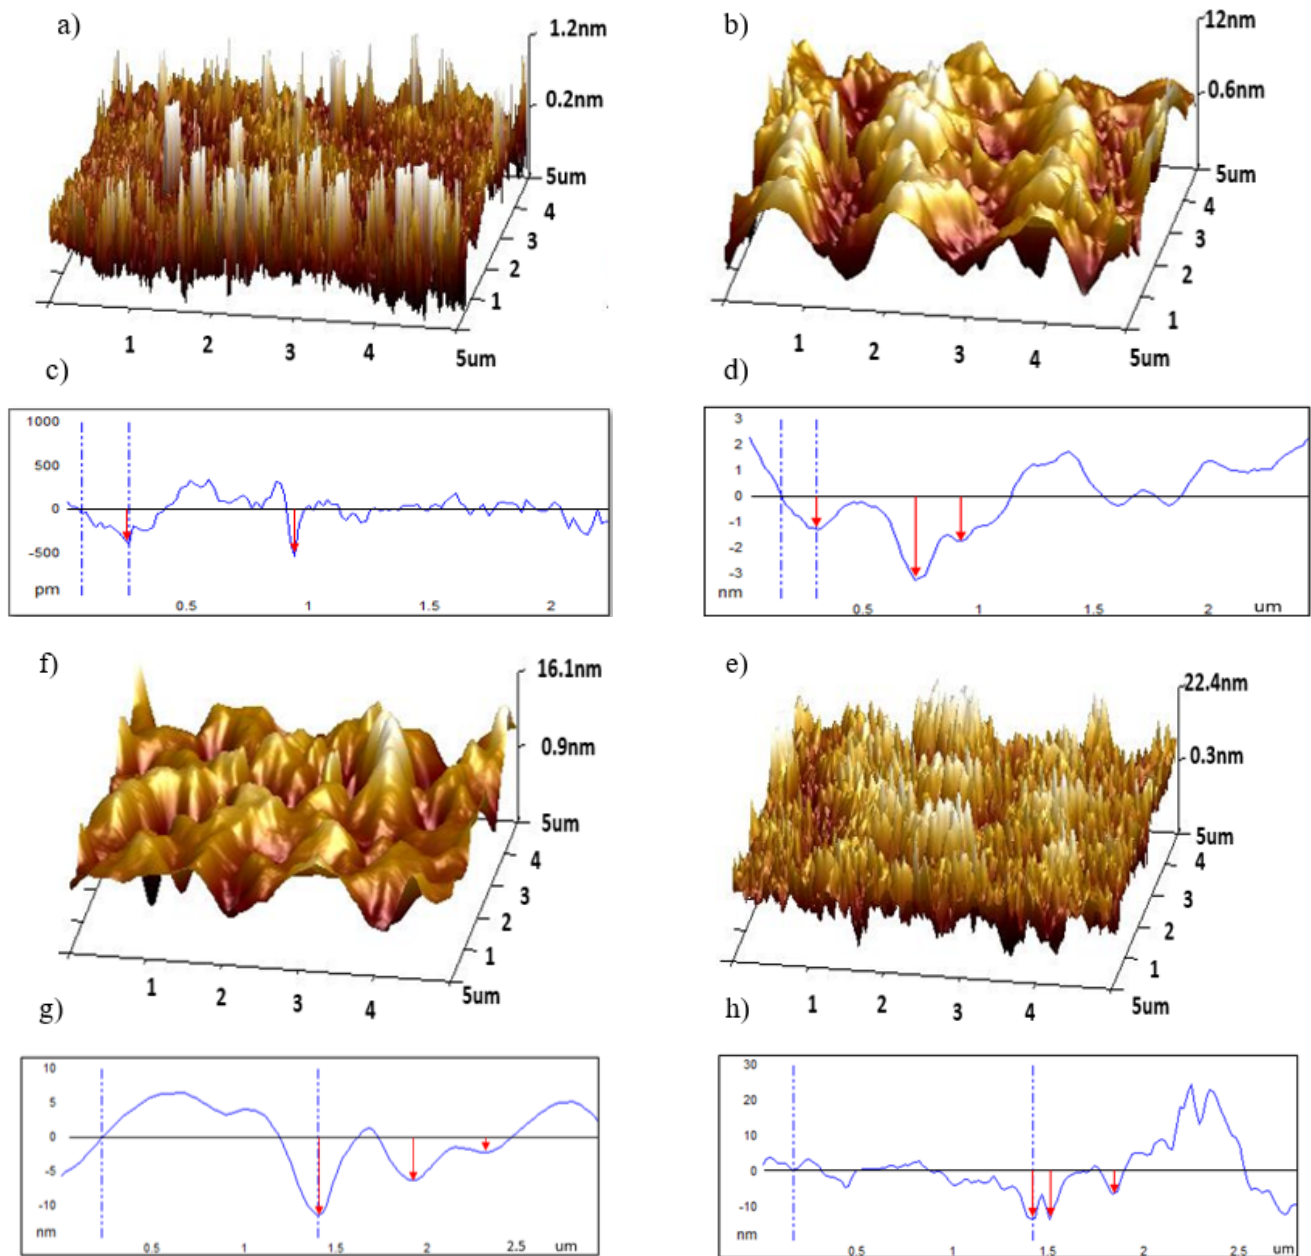 a)
1.2nm
0.2nm
5um
4
3
2
1
1 2 3 4 5um
b)
12nm
0.6nm
5um
4
3
2
1
1 2 3 4 5um
c)
1000
500
0
-500
pm
0.5 1 1.5 2
d)
3
2
1
0
-1
-2
-3
nm
0.5 1 1.5 2 um
f)
16.1nm
0.9nm
5um
4
3
2
1
1 2 3 4 5um
e)
22.4nm
0.3nm
5um
4
3
2
1
1 2 3 4 5um
g)
10
5
0
-5
-10
nm
0.5 1 1.5 2 2.5 um
h)
30
20
10
0
-10
nm
0.5 1 1.5 2 2.5 um